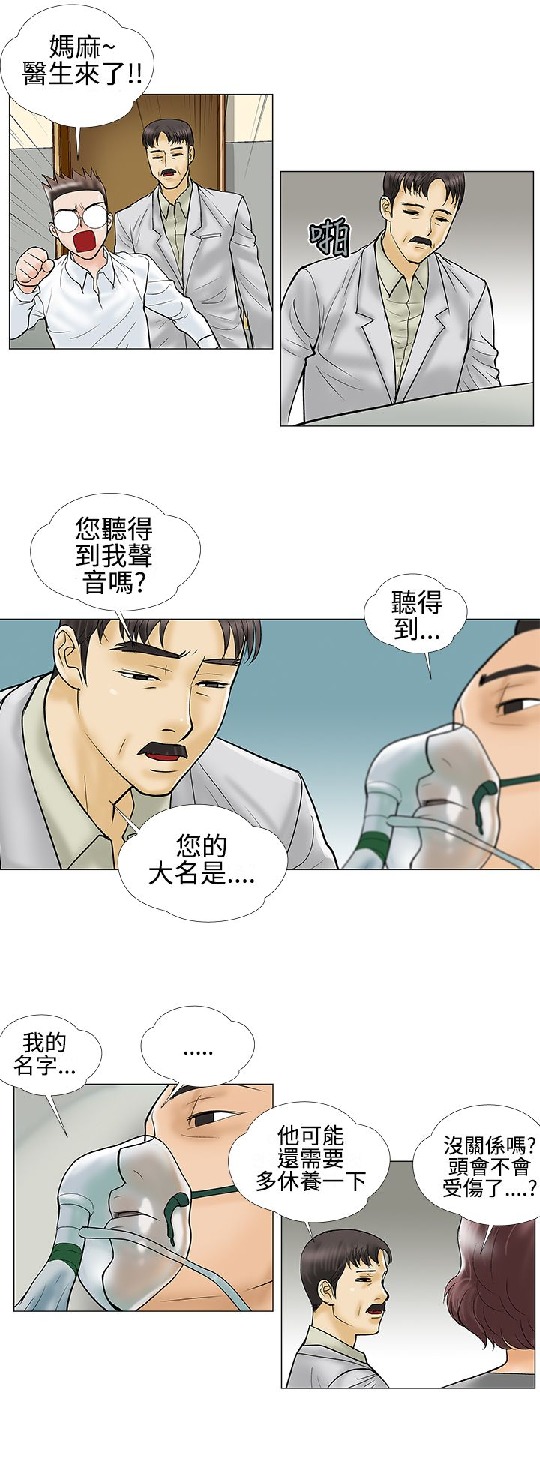 媽麻~
醫生來了!!
啪
您聽得
到我聲
音嗎?
聽得
到...
您的
大名是....
我的
名字...
.....
他可能
還需要
多休養一下
沒關係嗎?
頭會不會
受傷了....?